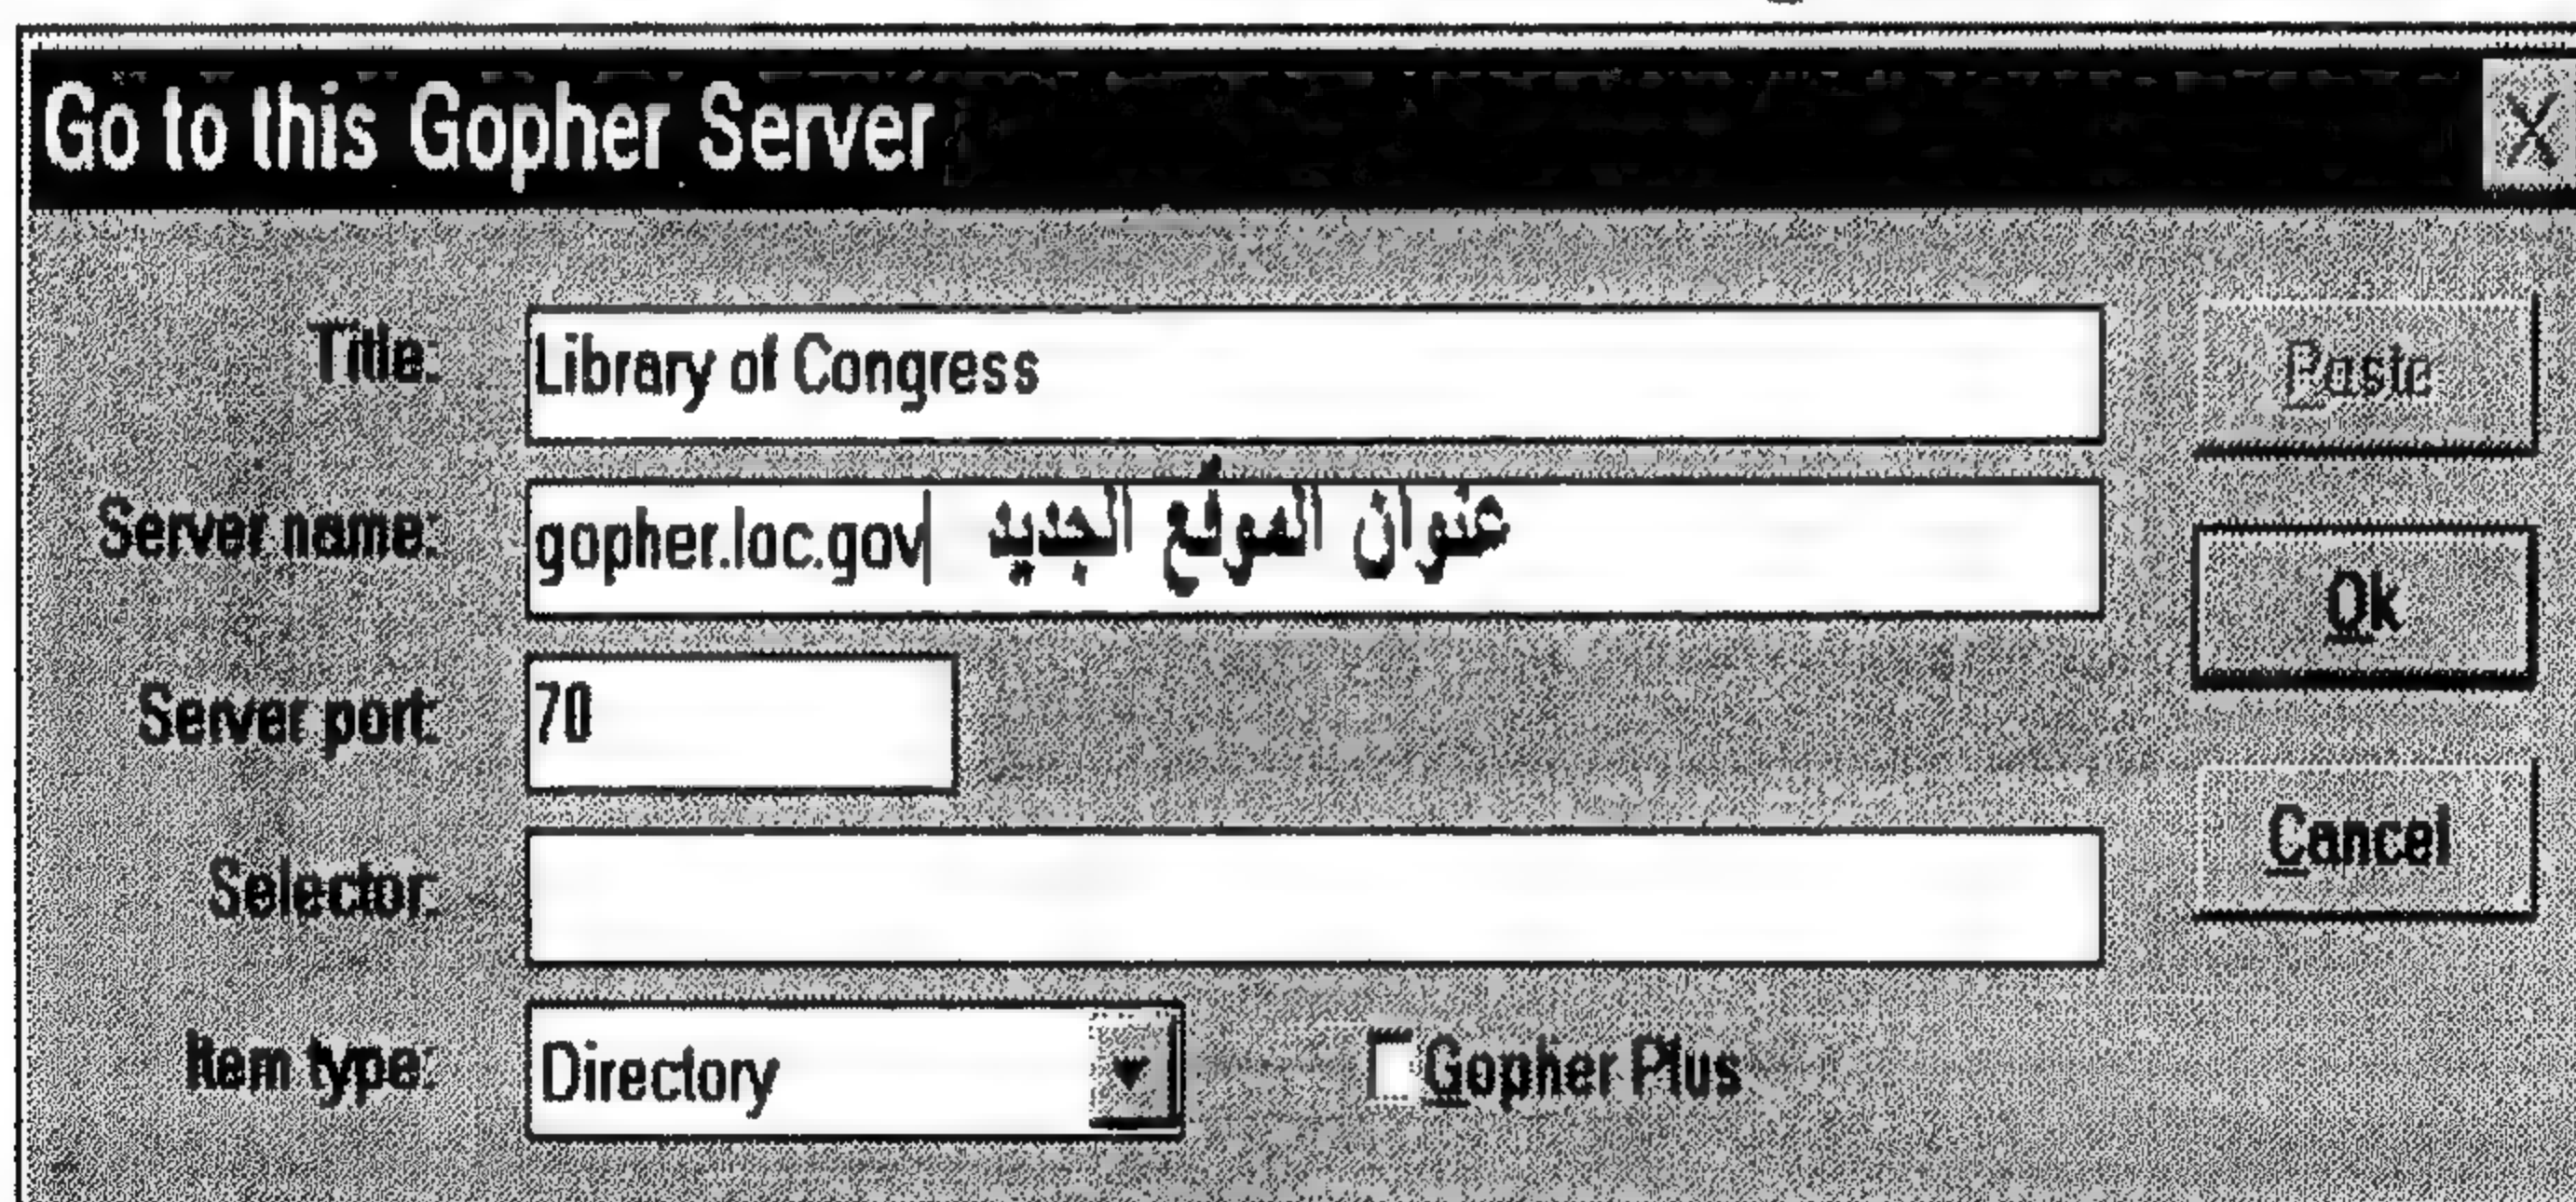 Go to this Gopher Server X
Title: Library of Congress
Paste
Server name: gopher.loc.gov عنوان الموقع الجديد
Ok
Server port: 70
Cancel
Selector:
Item type: Directory
Gopher Plus